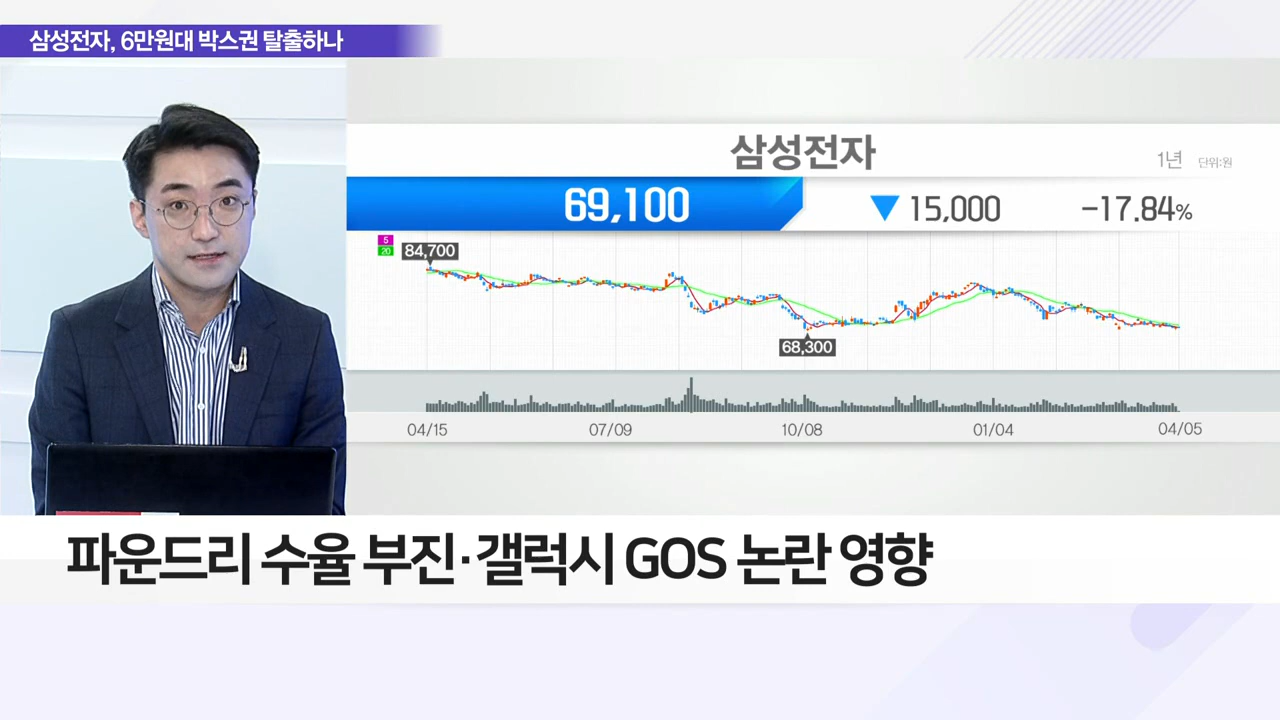 삼성전자, 6만원대 박스권 탈출하나
삼성전자
1년 단위:원
69,100 ▼ 15,000 -17.84%
5
20
84,700
68,300
04/15 07/09 10/08 01/04 04/05
파운드리 수율 부진·갤럭시 GOS 논란 영향